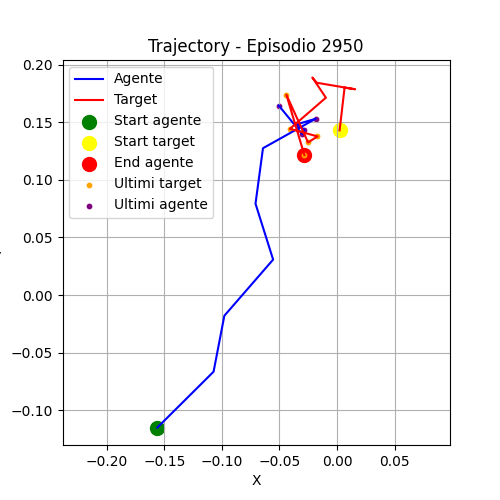 Trajectory - Episodio 2950
0.20
0.15
0.10
0.05
0.00
−0.05
−0.10
Agente
Target
Start agente
Start target
End agente
Ultimi target
Ultimi agente
−0.20
−0.15
−0.10
−0.05
0.00
0.05
X